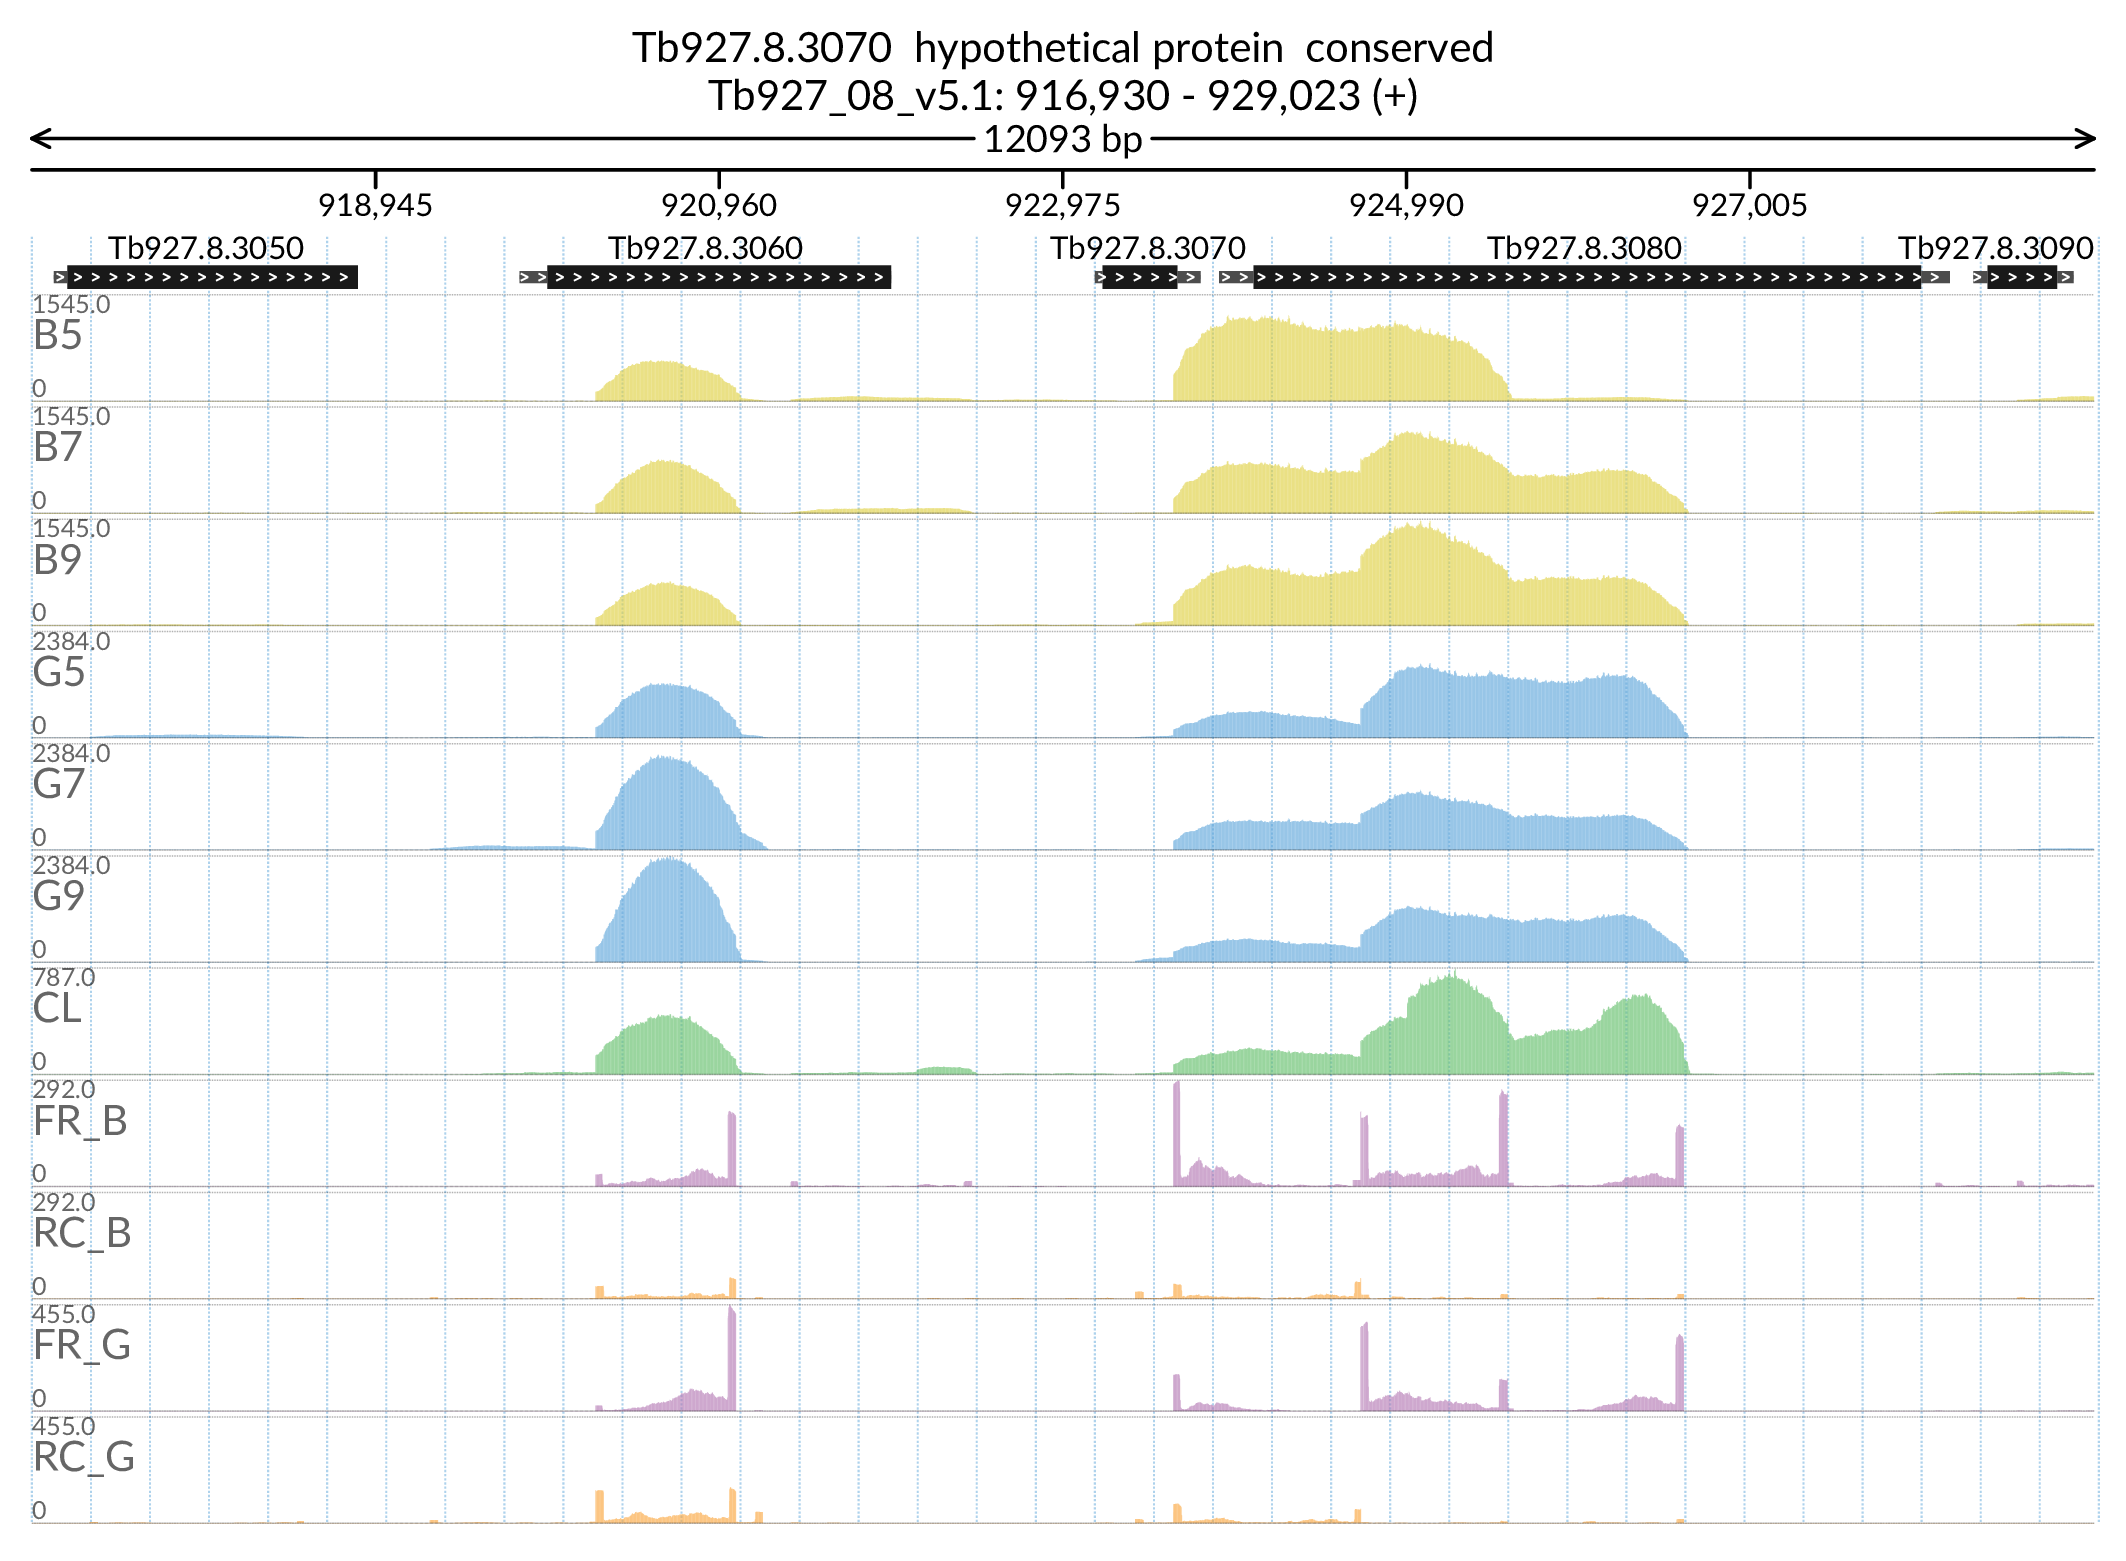 Tb927.8.3070  hypothetical protein  conserved
Tb927_08_v5.1: 916,930 - 929,023 (+)
12093 bp
918,945 920,960 922,975 924,990 927,005
Tb927.8.3050 Tb927.8.3060 Tb927.8.3070 Tb927.8.3080 Tb927.8.3090
1545.0
B5
0
1545.0
B7
0
1545.0
B9
0
2384.0
G5
0
2384.0
G7
0
2384.0
G9
0
787.0
CL
0
292.0
FR_B
0
292.0
RC_B
0
455.0
FR_G
0
455.0
RC_G
0